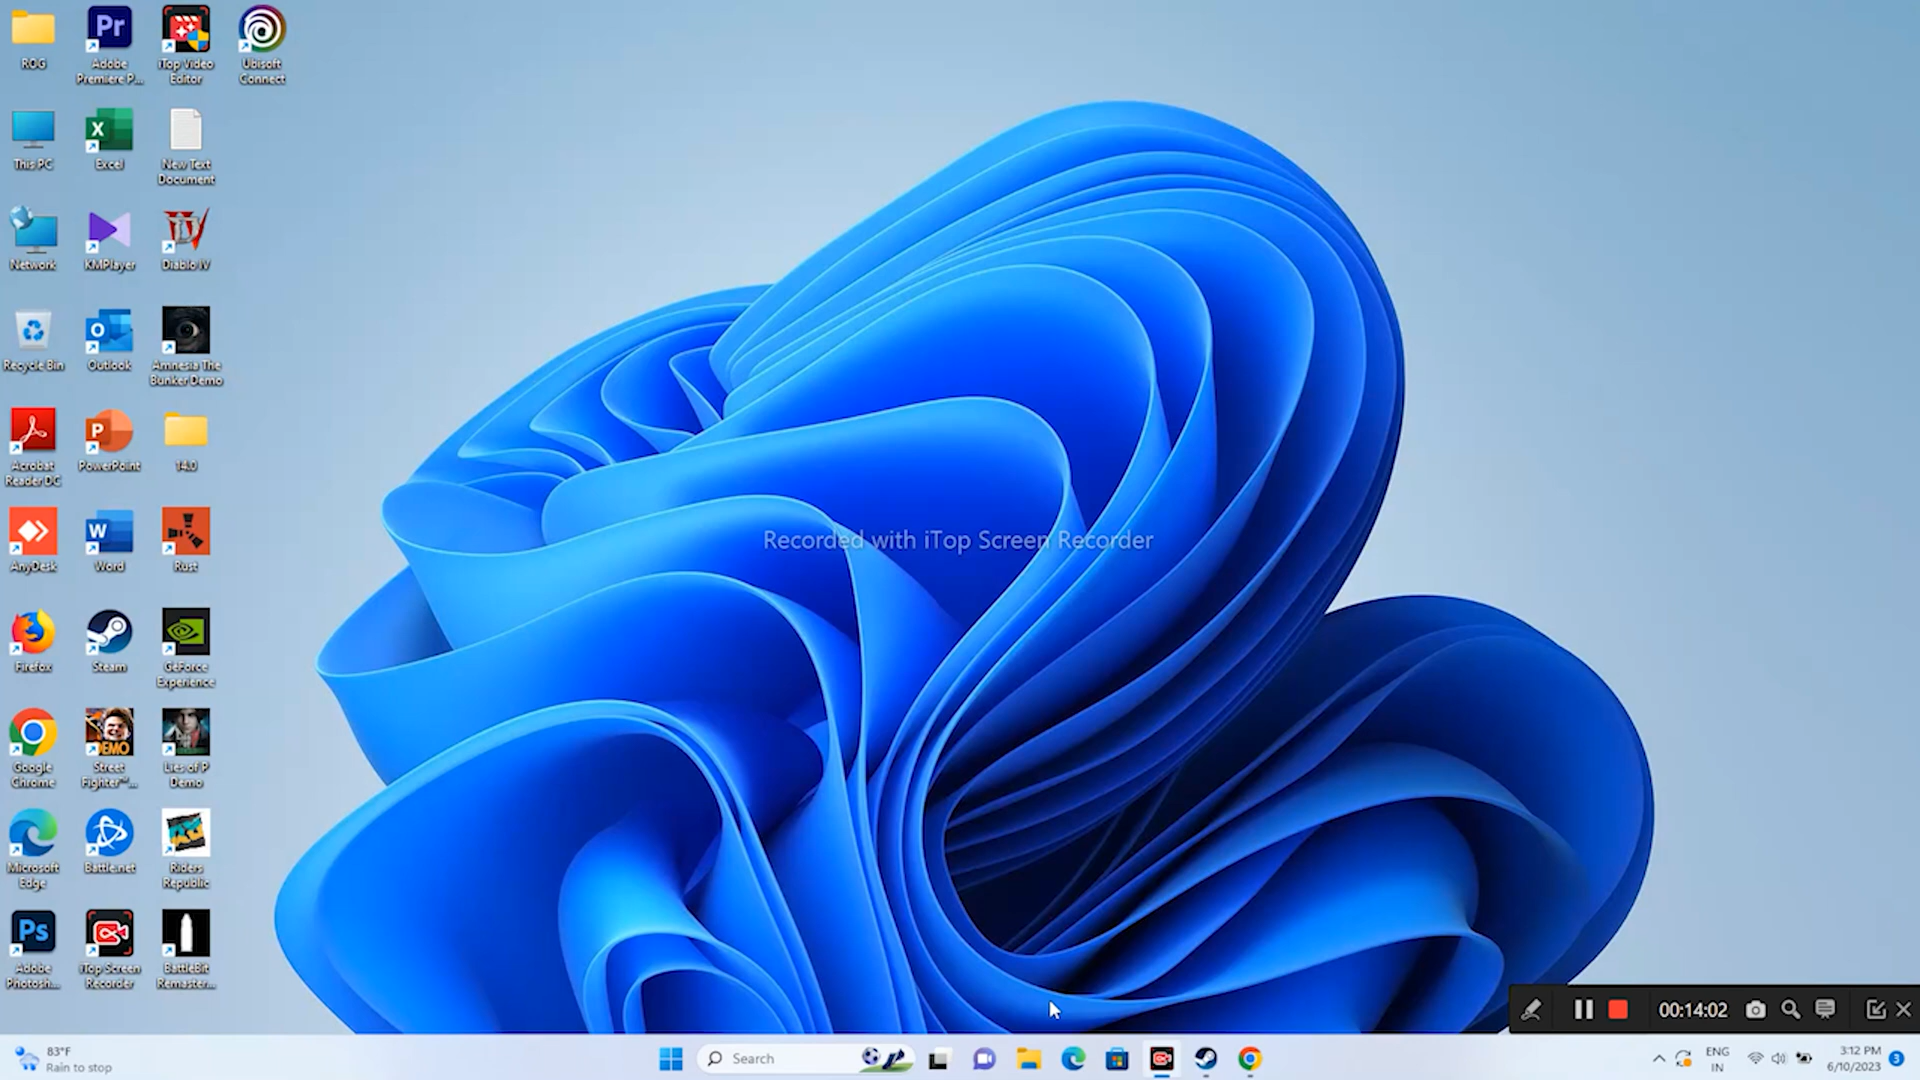 ROG
Adobe
Premiere P...
iTop Video
Editor
Ubisoft
Connect
This PC
Excel
New Text
Document
Network
KMPlayer
Diablo IV
Recycle Bin
Outlook
Amnesia The
Bunker Demo
Acrobat
Reader DC
PowerPoint
14.0
AnyDesk
Word
Rust
Firefox
Steam
GeForce
Experience
Google
Chrome
Street
Fighter™...
Lies of P
Demo
Microsoft
Edge
Battle.net
Riders
Republic
Adobe
Photosh...
iTop Screen
Recorder
BattleBit
Remaster...
Recorded with iTop Screen Recorder
00:14:02
83°F
Rain to stop
Search
ENG
IN
3:12 PM
6/10/2023
3